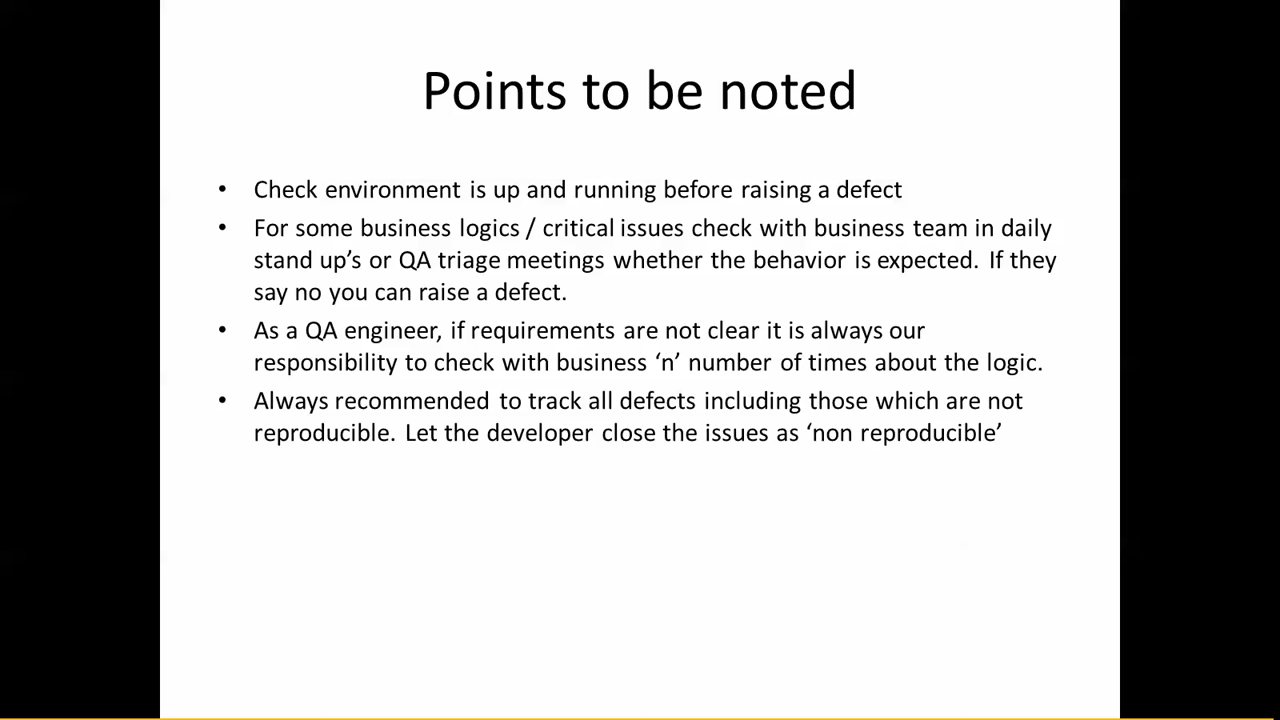 Points to be noted
• Check environment is up and running before raising a defect
• For some business logics / critical issues check with business team in daily
stand up’s or QA triage meetings whether the behavior is expected. If they
say no you can raise a defect.
• As a QA engineer, if requirements are not clear it is always our
responsibility to check with business ‘n’ number of times about the logic.
• Always recommended to track all defects including those which are not
reproducible. Let the developer close the issues as ‘non reproducible’